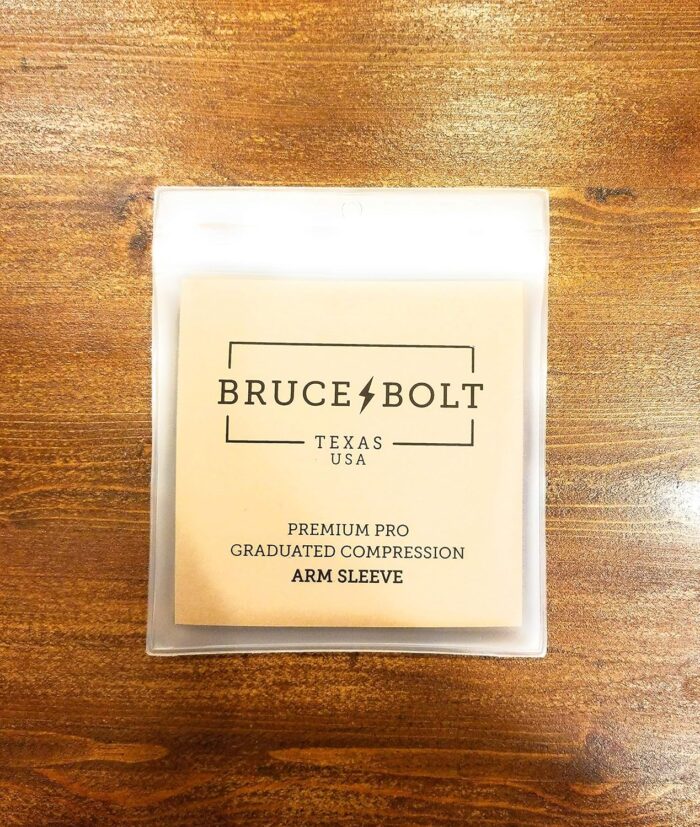 BRUCE BOLT
TEXAS
USA
PREMIUM PRO
GRADUATED COMPRESSION
ARM SLEEVE